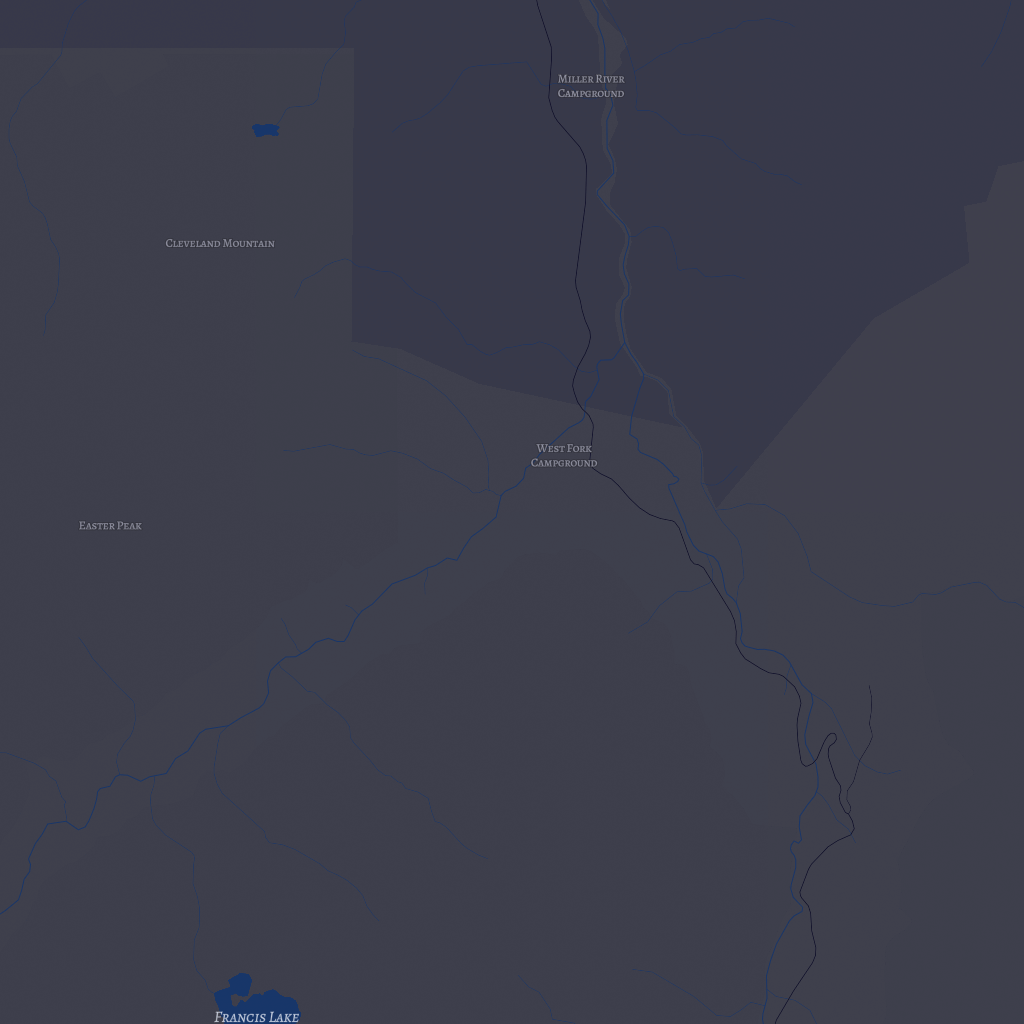 Miller River
Campground
Cleveland Mountain
West Fork
Campground
Easter Peak
Francis Lake